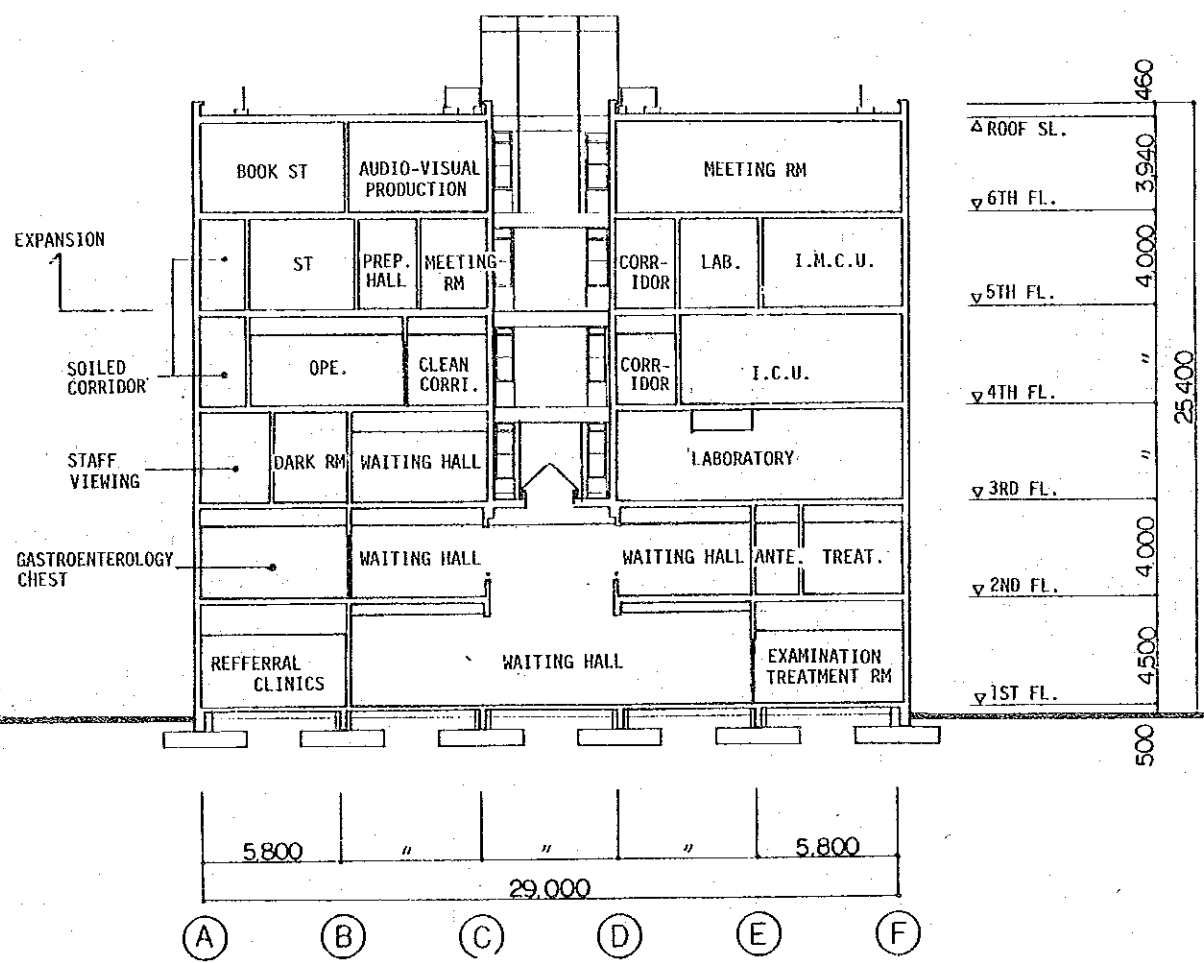 460
ROOF SL.
3,940
BOOK ST
AUDIO-VISUAL
PRODUCTION
MEETING RM
6TH FL.
EXPANSION
ST
PREP.
HALL
MEETING
RM
CORR-
IDOR
LAB.
I.M.C.U.
4,000
5TH FL.
SOILED
CORRIDOR
OPE.
CLEAN
CORRI.
CORR-
IDOR
I.C.U.
"
4TH FL.
25,400
STAFF
VIEWING
DARK RM
WAITING HALL
LABORATORY
"
3RD FL.
GASTROENTEROLOGY
CHEST
WAITING HALL
WAITING HALL
ANTE.
TREAT.
4,000
2ND FL.
REFFERRAL
CLINICS
WAITING HALL
EXAMINATION
TREATMENT RM
4,500
1ST FL.
500
5,800 " " " 5,800
29,000
A B C D E F